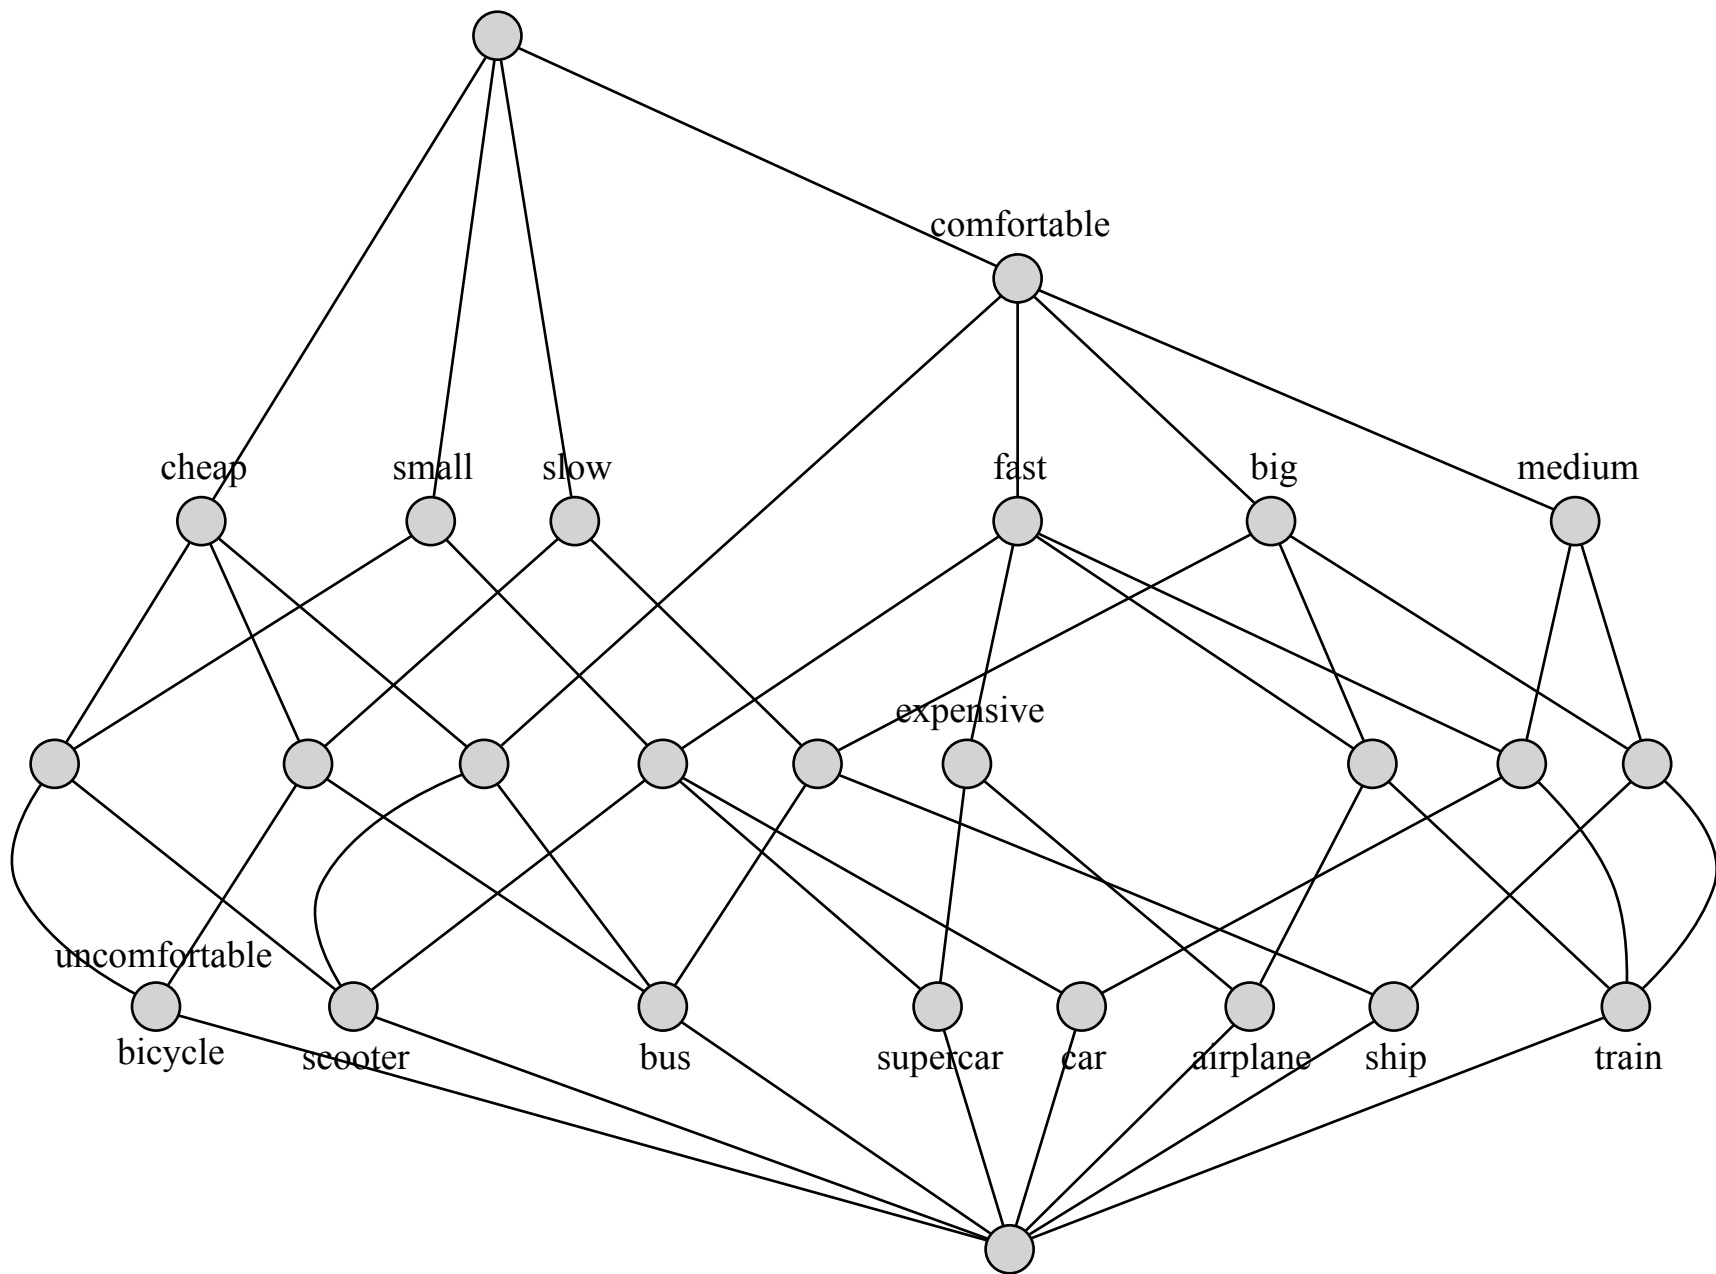 comfortable
cheap
small
slow
fast
big
medium
expensive
uncomfortable
bicycle
scooter
bus
supercar
car
airplane
ship
train